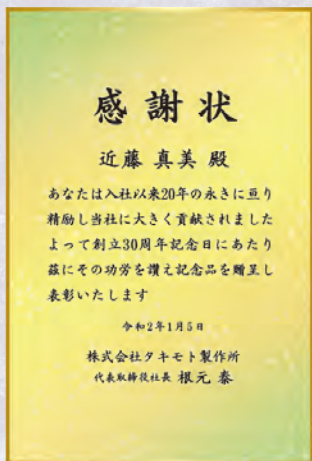 感謝状
近藤 真美 殿
あなたは入社以来20年の永きに亘り
精励し当社に大きく貢献されました
よって創立30周年記念日にあたり
茲にその功労を讃え記念品を贈呈し
表彰いたします
令和2年1月5日
株式会社タキモト製作所
代表取締役社長 根元 泰